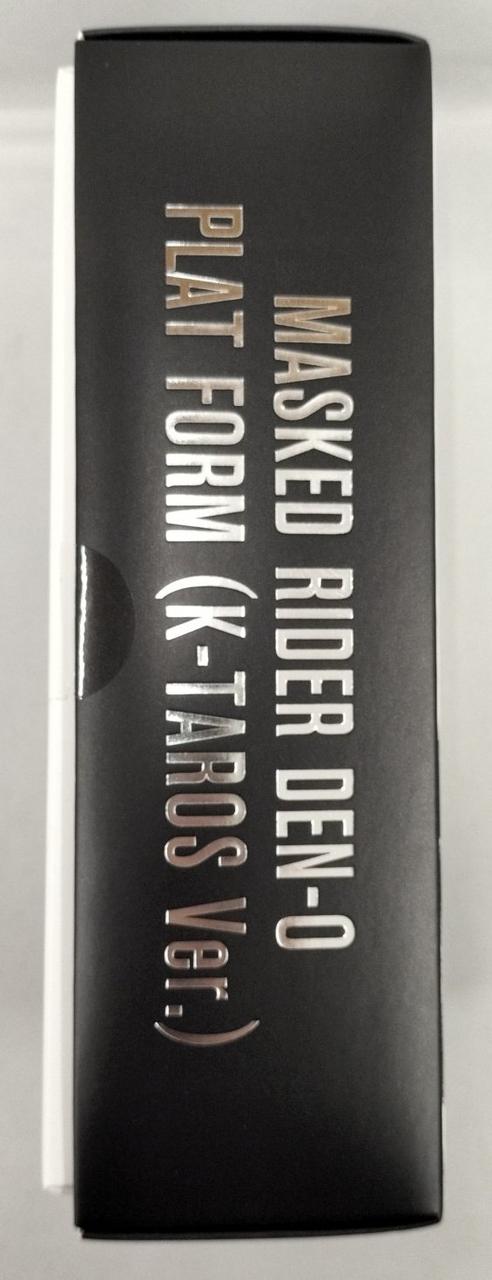 MASKED RIDER DEN-O
PLAT FORM (K-TAROS Ver.)